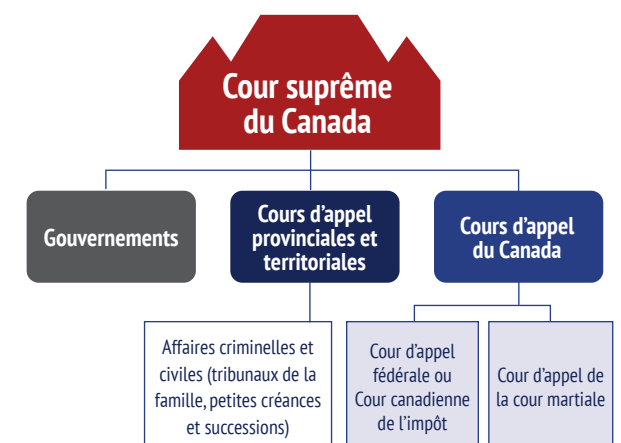 Cour suprême
du Canada
Gouvernements
Cours d'appel
provinciales et
territoriales
Cours d'appel
du Canada
Affaires criminelles et
civiles (tribunaux de la
famille, petites créances
et successions)
Cour d'appel
fédérale ou
Cour canadienne
de l'impôt
Cour d'appel de
la cour martiale